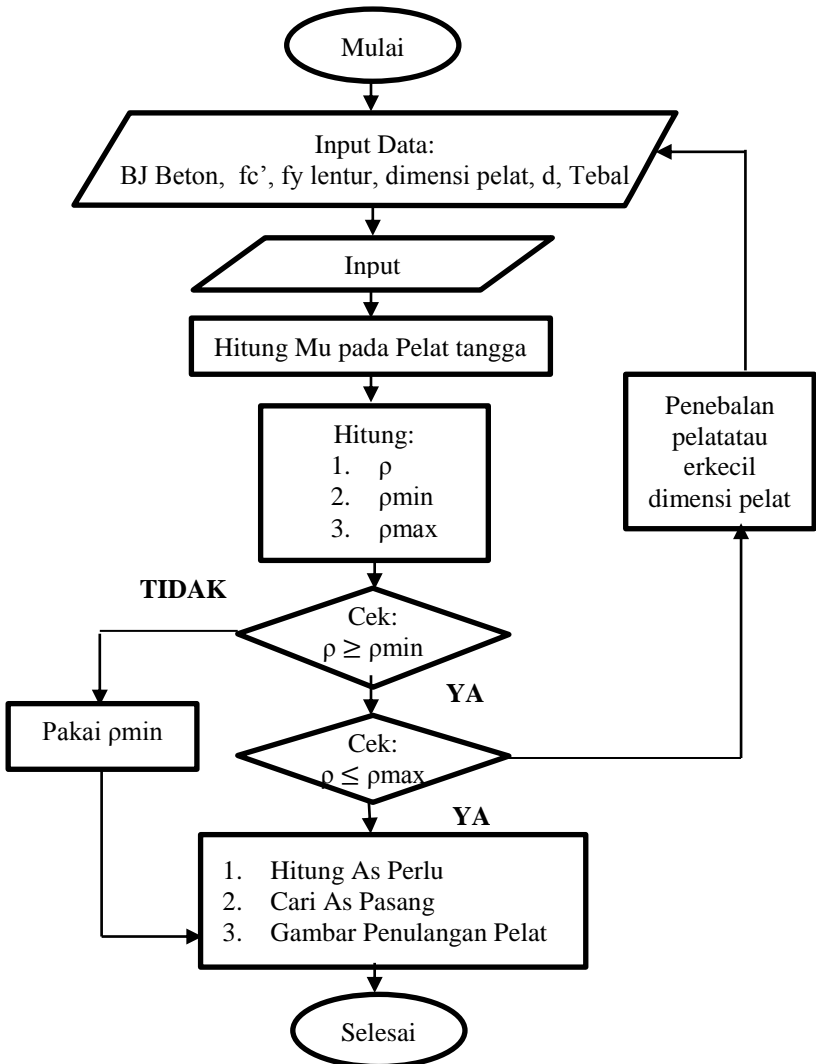 Mulai
Input Data:
BJ Beton, fc’, fy lentur, dimensi pelat, d, Tebal
Input
Hitung Mu pada Pelat tangga
Hitung:
1. ρ
2. ρmin
3. ρmax
Penebalan
pelatatau
erkecil
dimensi pelat
TIDAK
Cek:
ρ ≥ ρmin
YA
Pakai ρmin
Cek:
ρ ≤ ρmax
YA
1. Hitung As Perlu
2. Cari As Pasang
3. Gambar Penulangan Pelat
Selesai